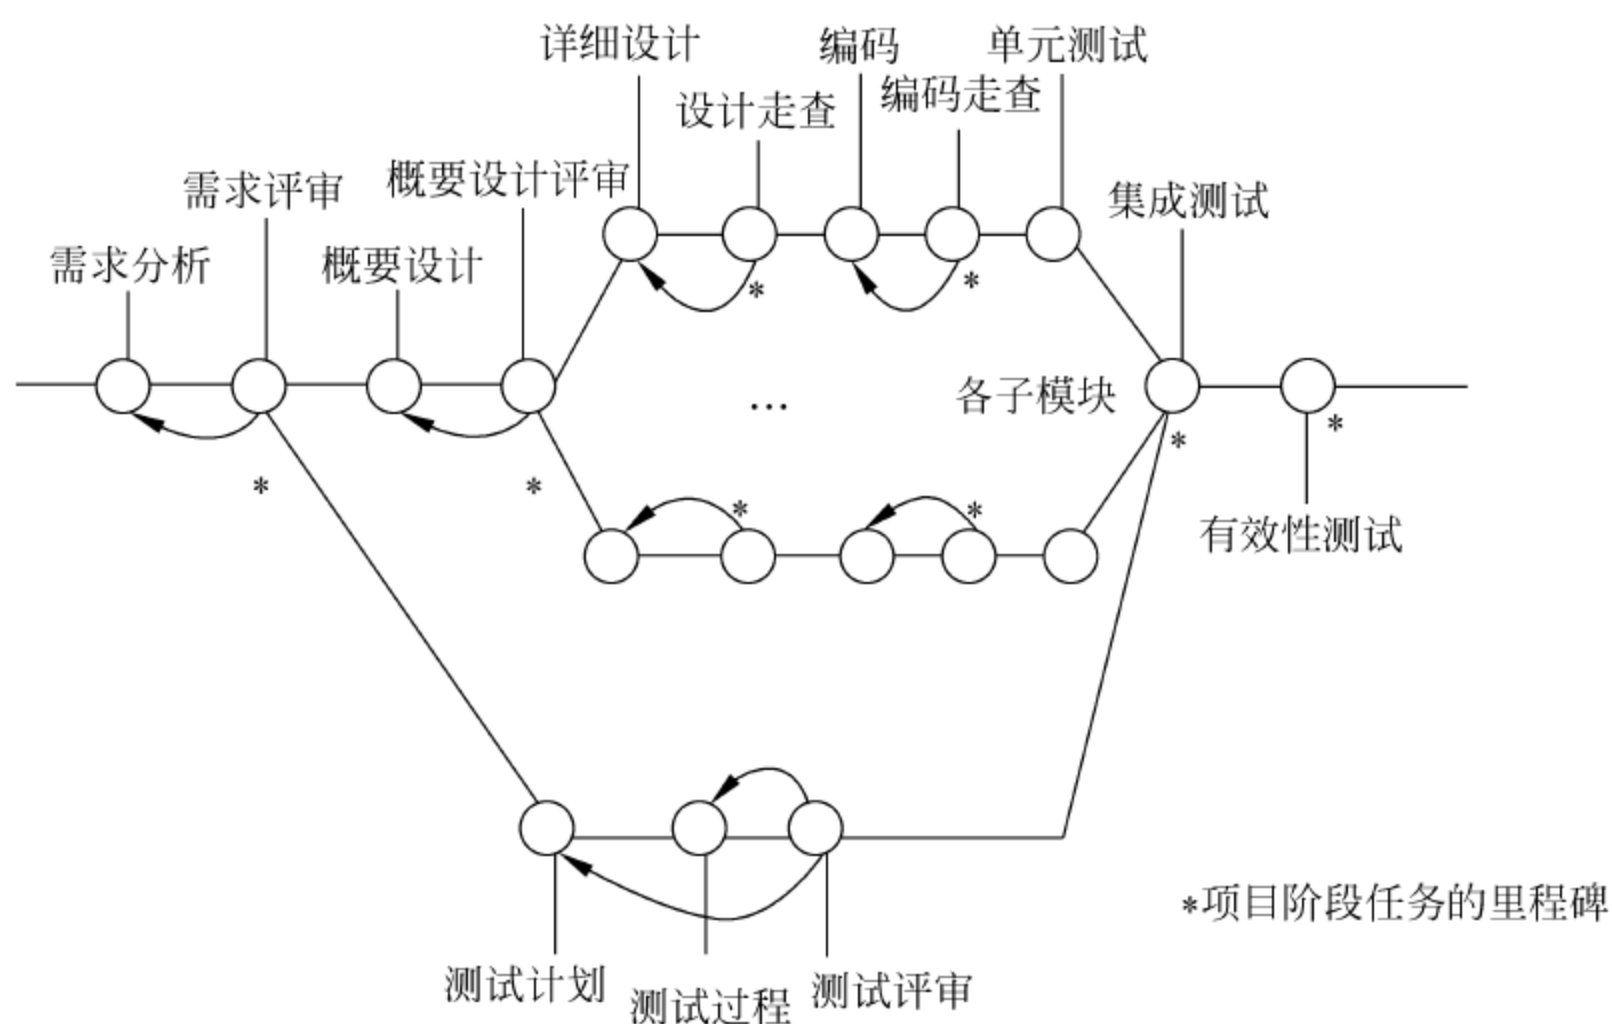 详细设计
编码
单元测试
设计走查
编码走查
需求评审
概要设计评审
集成测试
需求分析
概要设计
*
*
…
各子模块
*
*
*
*
*
*
有效性测试
*项目阶段任务的里程碑
测试计划
测试过程
测试评审